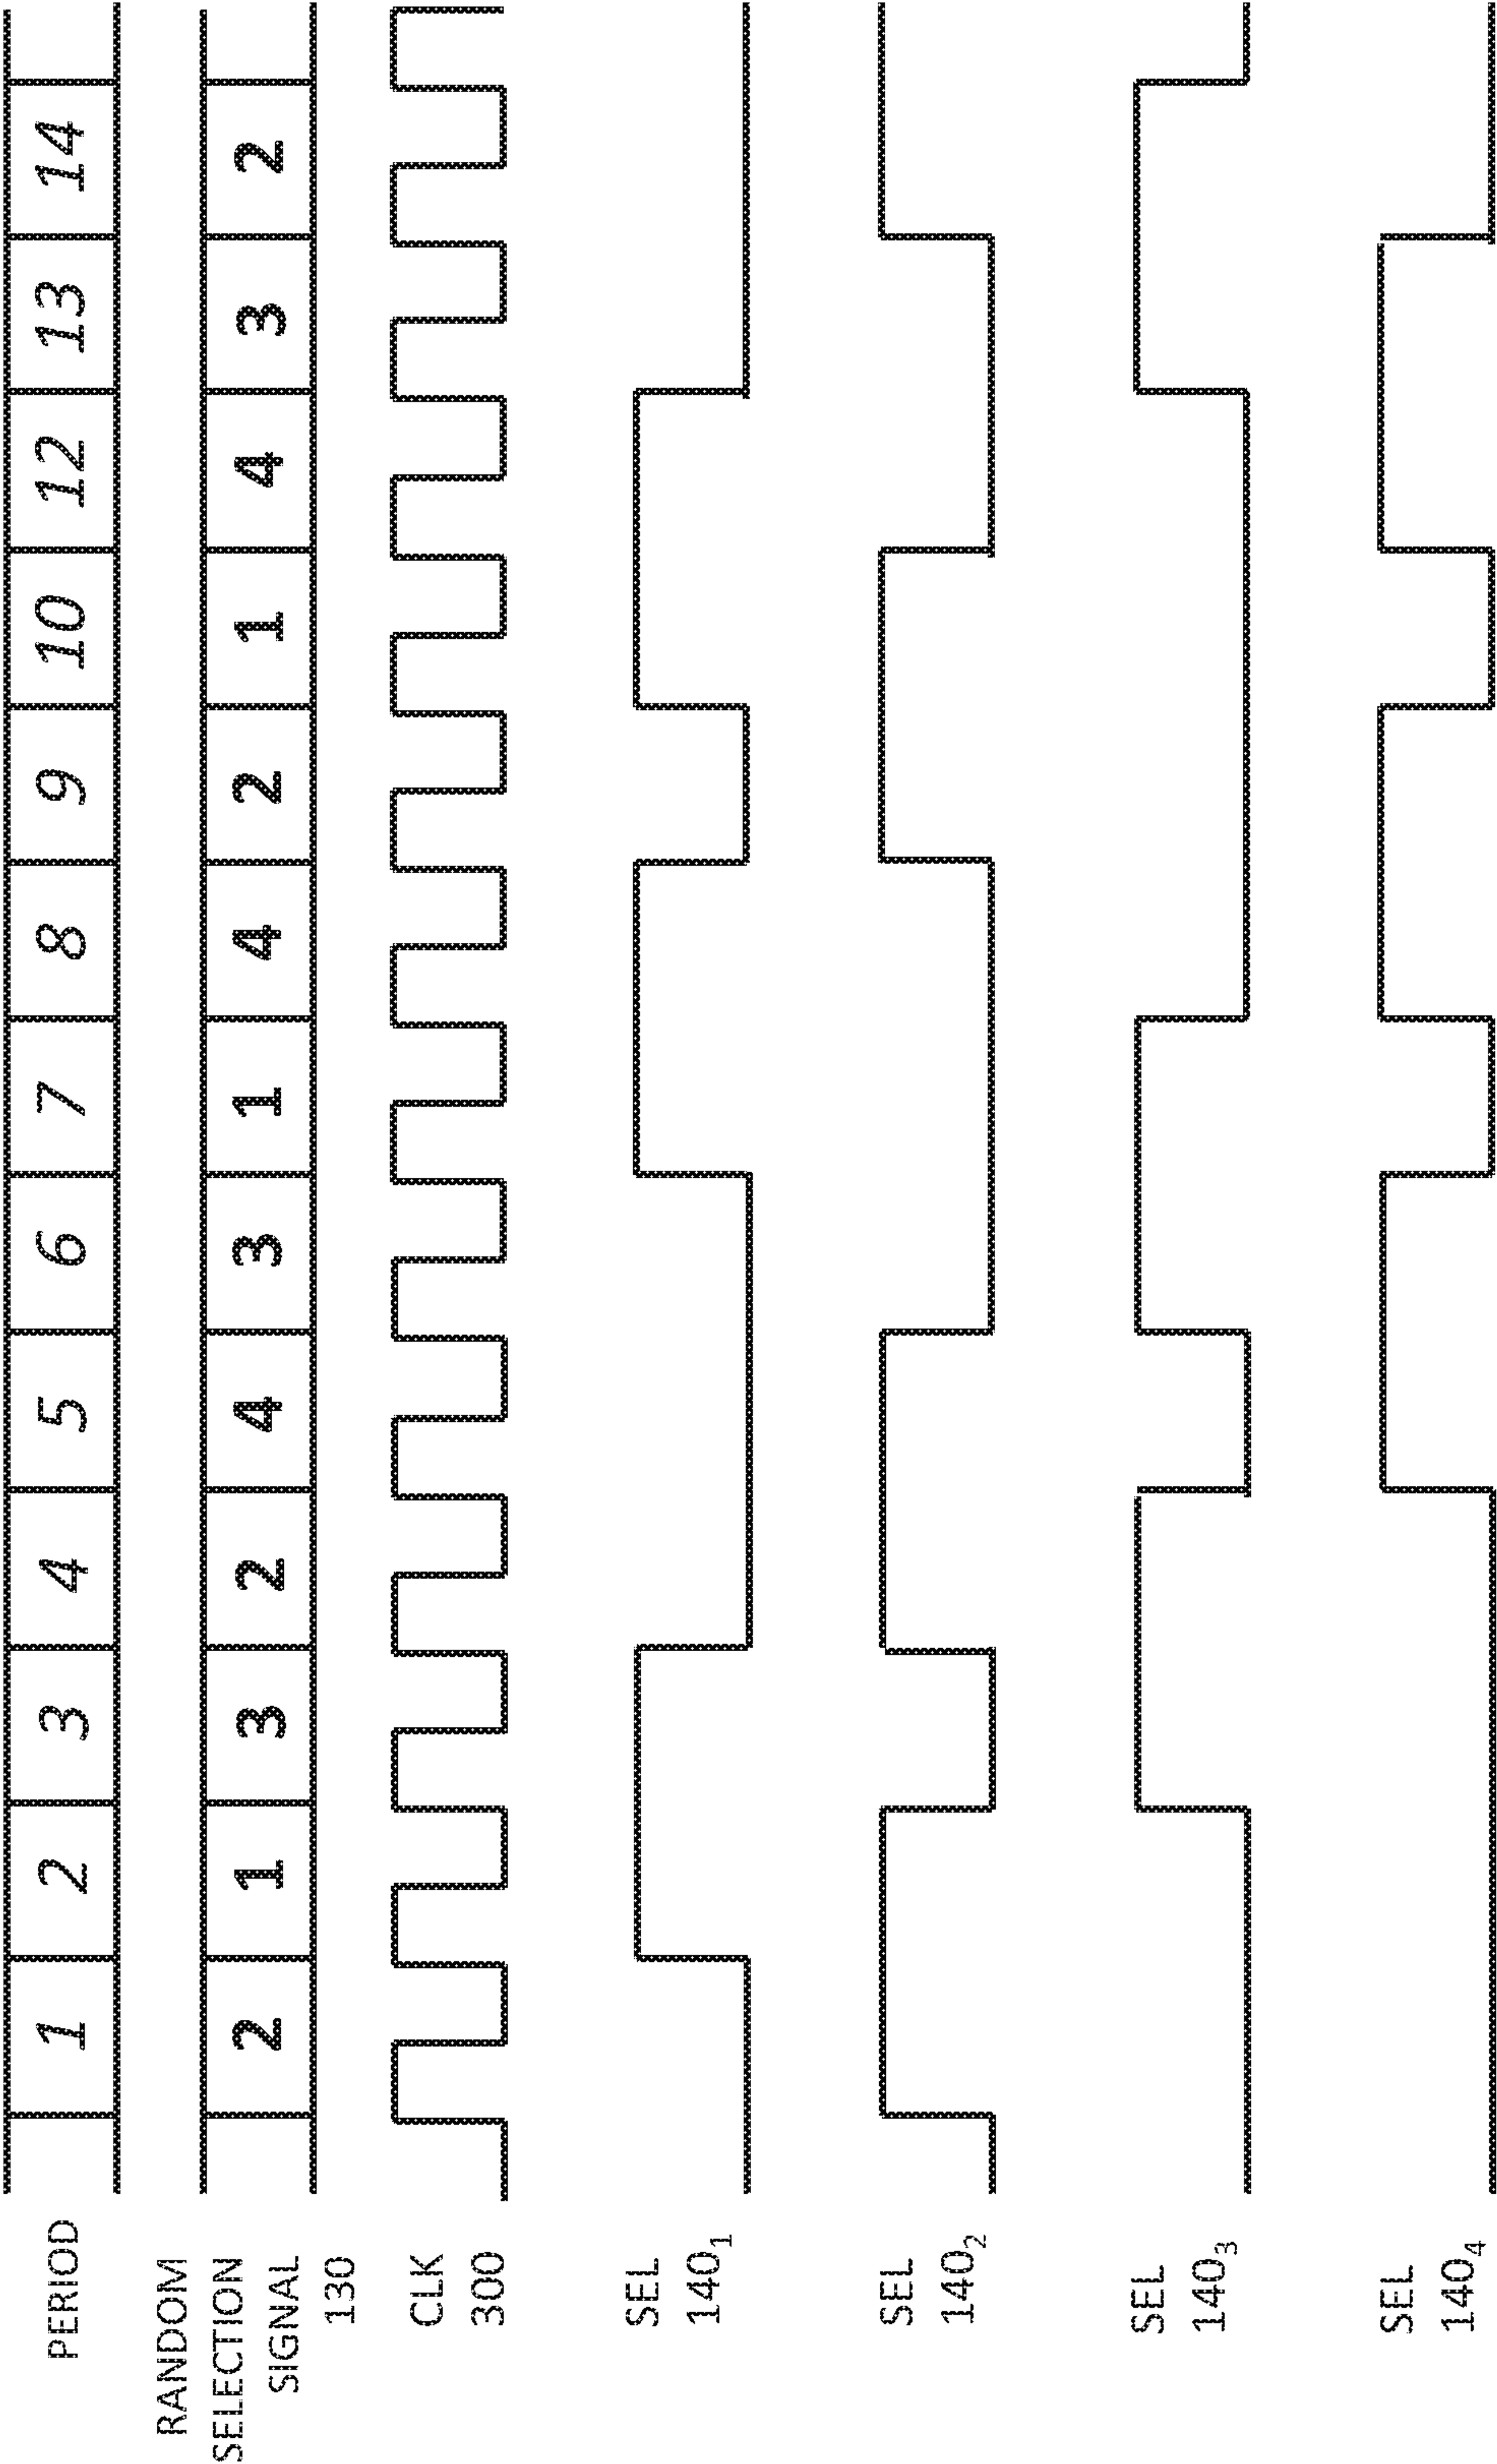 PERIOD 1 2 3 4 5 6 7 8 9 10 12 13 14
RANDOM
SELECTION 2 1 3 2 4 3 1 4 2 1 4 3 2
SIGNAL
130
CLK
300
SEL
140₁
SEL
140₂
SEL
140₃
SEL
140₄